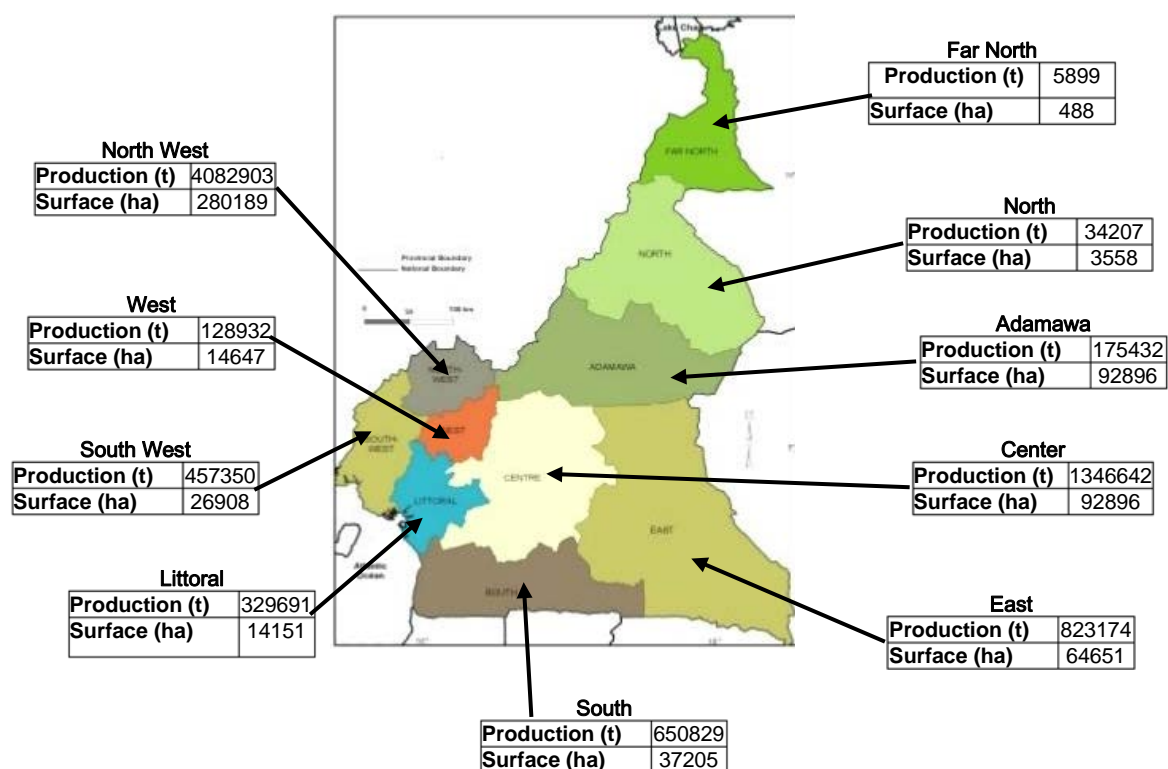 Far North
Production (t) 5899
Surface (ha) 488
North West
Production (t) 4082903
Surface (ha) 280189
FAR NORTH
North
Production (t) 34207
Surface (ha) 3558
NORTH
Provincial Boundary
National Boundary
West
Production (t) 128932
Surface (ha) 14647
Adamawa
Production (t) 175432
Surface (ha) 92896
ADAMAWA
WEST
South West
Production (t) 457350
Surface (ha) 26908
Center
Production (t) 1346642
Surface (ha) 92896
CENTRE
LITTORAL
EAST
Littoral
Production (t) 329691
Surface (ha) 14151
Ocean
SOUTH
East
Production (t) 823174
Surface (ha) 64651
South
Production (t) 650829
Surface (ha) 37205